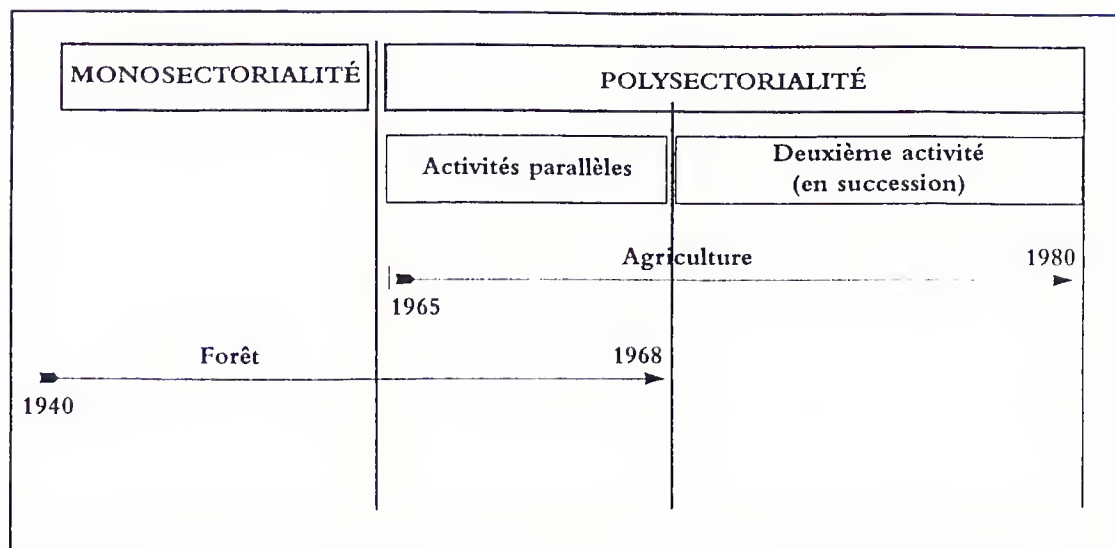 MONOSECTORIALITÉ
POLYSECTORIALITÉ
Activités parallèles
Deuxième activité
(en succession)
Agriculture
1980
1965
Forêt
1968
1940